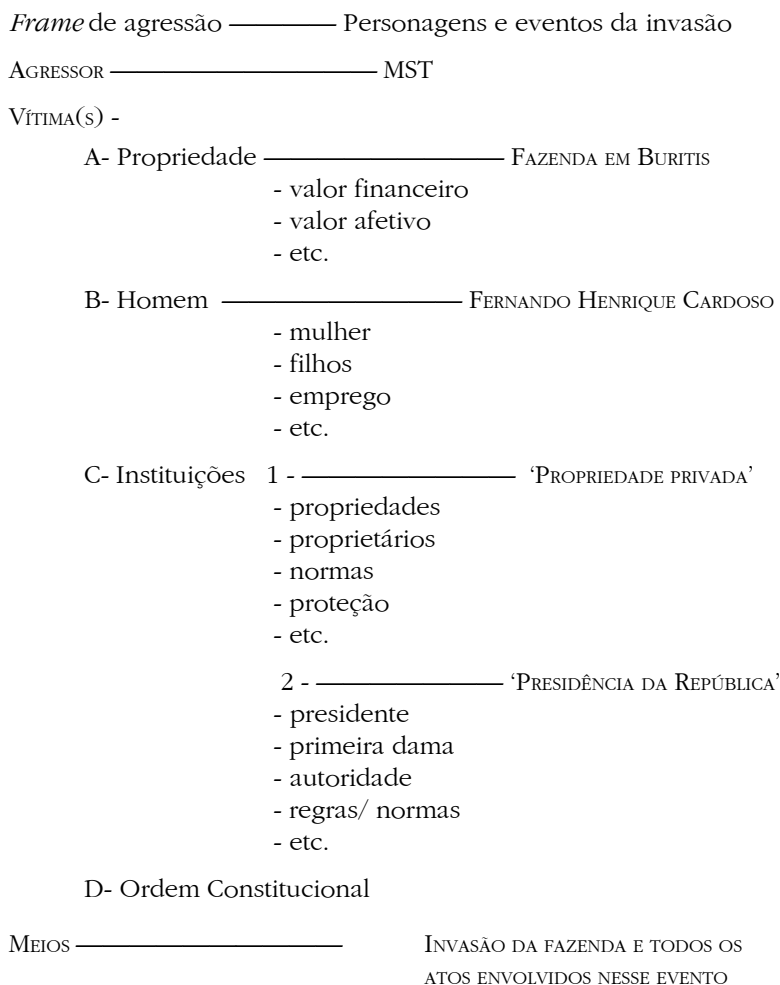 Frame de agressão ——— Personagens e eventos da invasão
Agressor ——— MST
Vítima(s) -
A- Propriedade ——— Fazenda em Buritis
- valor financeiro
- valor afetivo
- etc.
B- Homem ——— Fernando Henrique Cardoso
- mulher
- filhos
- emprego
- etc.
C- Instituições 1 - ——— ‘Propriedade privada’
- propriedades
- proprietários
- normas
- proteção
- etc.
2 - ——— ‘Presidência da República’
- presidente
- primeira dama
- autoridade
- regras/ normas
- etc.
D- Ordem Constitucional
Meios ——— Invasão da fazenda e todos os
atos envolvidos nesse evento